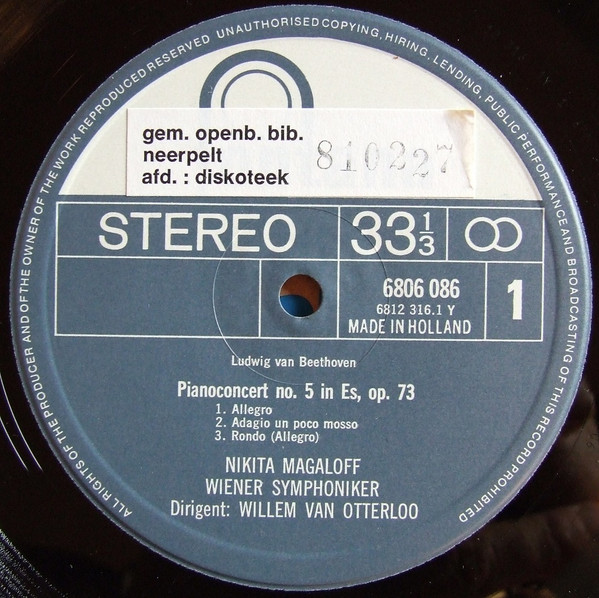 ALL RIGHTS OF THE PRODUCER AND OF THE OWNER OF THE WORK REPRODUCED RESERVED UNAUTHORISED COPYING, HIRING, LENDING, PUBLIC PERFORMANCE AND BROADCASTING OF THIS RECORD PROHIBITED
gem. openb. bib.
neerpelt
afd. : diskoteek
810227
STEREO
33 1/3
6806 086
6812 316.1 Y
MADE IN HOLLAND
1
Ludwig van Beethoven
Pianoconcert no. 5 in Es, op. 73
1. Allegro
2. Adagio un poco mosso
3. Rondo (Allegro)
NIKITA MAGALOFF
WIENER SYMPHONIKER
Dirigent: WILLEM VAN OTTERLOO